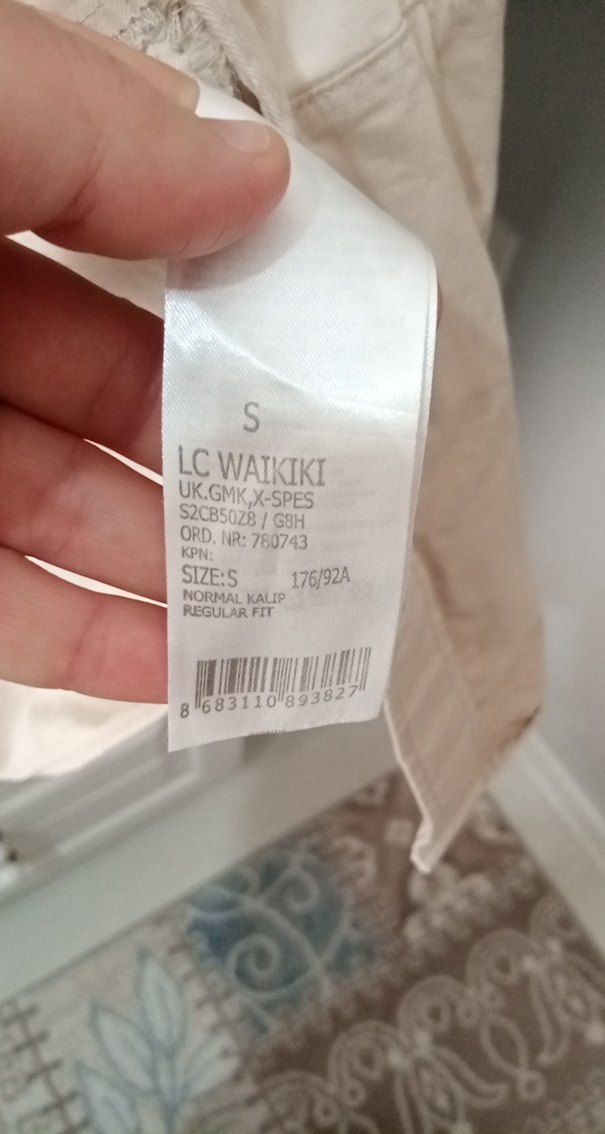 S
LC WAIKIKI
UK.GMK,X-SPES
S2CB50Z8 / G8H
ORD. NR: 780743
KPN:
SIZE:S 176/92A
NORMAL KALIP
REGULAR FIT
8 683110 893827